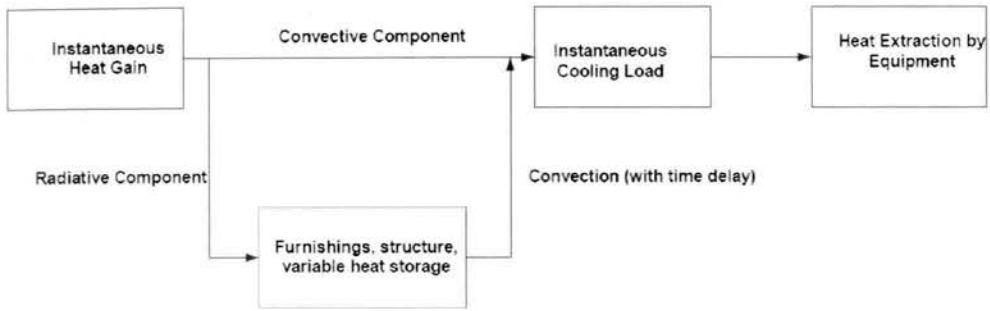 Instantaneous
Heat Gain
Convective Component
Instantaneous
Cooling Load
Heat Extraction by
Equipment
Radiative Component
Convection (with time delay)
Furnishings, structure,
variable heat storage